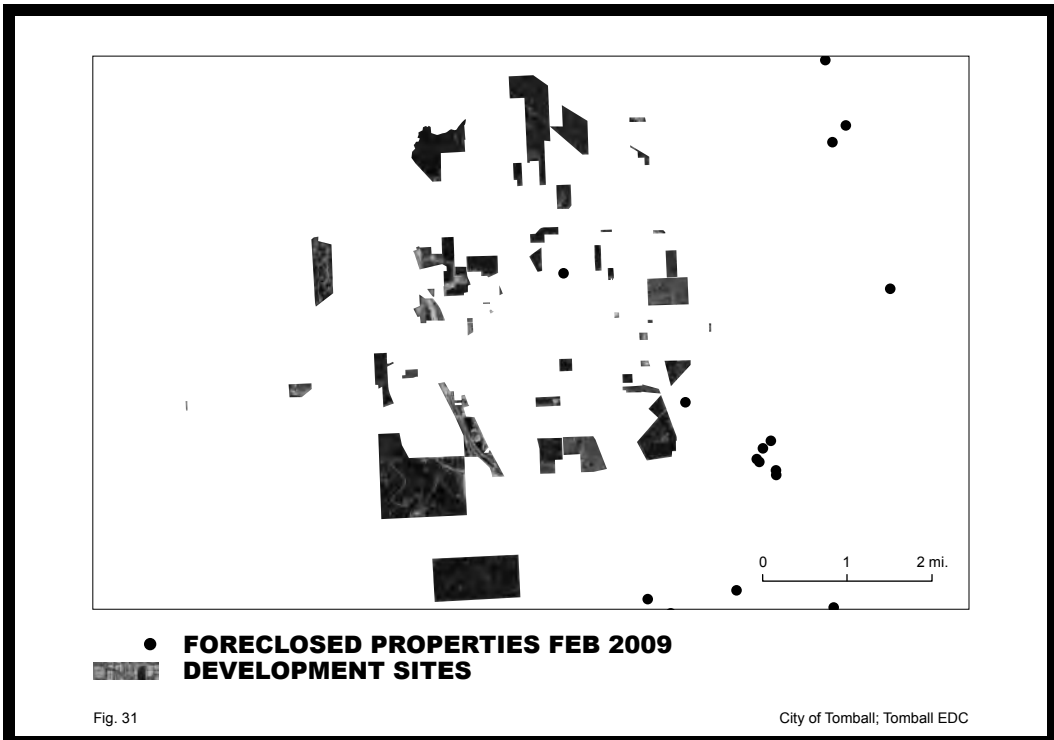 0 1 2 mi.
FORECLOSED PROPERTIES FEB 2009
DEVELOPMENT SITES
Fig. 31 City of Tomball; Tomball EDC